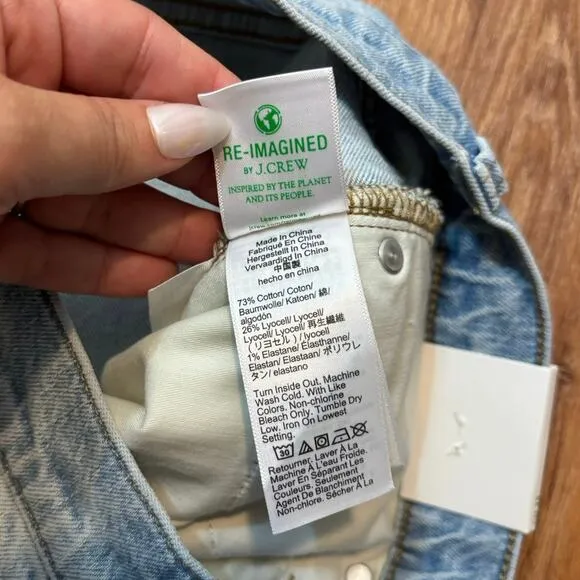 RE-IMAGINED
BY J.CREW
INSPIRED BY THE PLANET
AND ITS PEOPLE.
Learn more at
Made In China
Fabriqué En Chine
Hergestellt In China
Vervaardigd In China
中国製
hecho en china
73% Cotton/ Coton/
Baumwolle/ Katoen/ 綿/
algodón
26% Lyocell/ Lyocell/
Lyocell/ Lyocell/ 再生繊維
(リヨセル)/ lyocell
1% Elastane/ Elasthanne/
Elastan/ Elastaan/ ポリウレ
タン/ elastano
Turn Inside Out, Machine
Wash Cold. With Like
Colors. Non-chlorine
Bleach Only. Tumble Dry
Low. Iron On Lowest
Setting.
30
Retourner. Laver À La
Machine À L'eau Froide.
Laver En Séparant Les
Couleurs. Seulement
Agent De Blanchiment
Non-chlore. Sécher À La